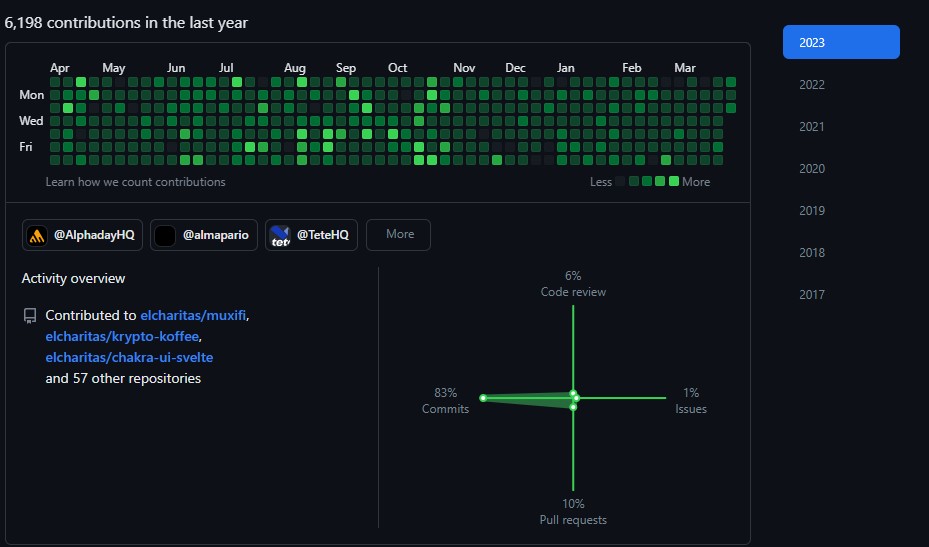 6,198 contributions in the last year
2023
2022
2021
2020
2019
2018
2017
Apr May Jun Jul Aug Sep Oct Nov Dec Jan Feb Mar
Mon
Wed
Fri
Learn how we count contributions
Less More
@AlphadayHQ @almapario tet @TeteHQ More
Activity overview
Contributed to elcharitas/muxifi,
elcharitas/krypto-koffee,
elcharitas/chakra-ui-svelte
and 57 other repositories
6%
Code review
83%
Commits
1%
Issues
10%
Pull requests